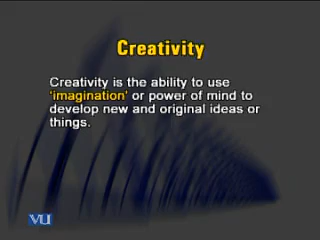 Creativity
Creativity is the ability to use
'imagination' or power of mind to
develop new and original ideas or
things.
VU